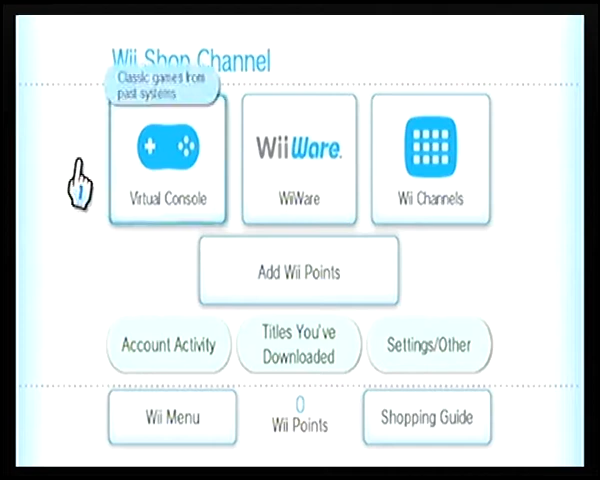 Wii Shop Channel
Classic games from
past systems
Virtual Console
WiiWare.
WiiWare
Wii Channels
1
Add Wii Points
Account Activity
Titles You've
Downloaded
Settings/Other
Wii Menu
0
Wii Points
Shopping Guide